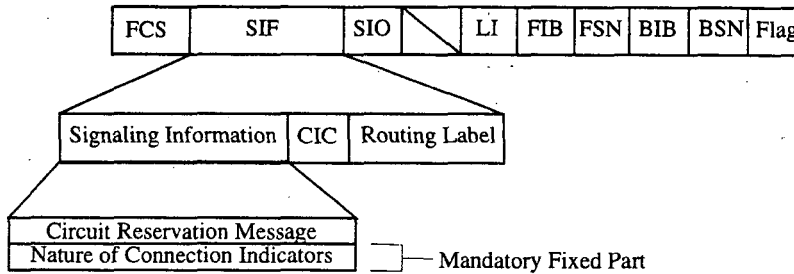 FCS SIF SIO LI FIB FSN BIB BSN Flag
Signaling Information CIC Routing Label
Circuit Reservation Message
Nature of Connection Indicators
Mandatory Fixed Part